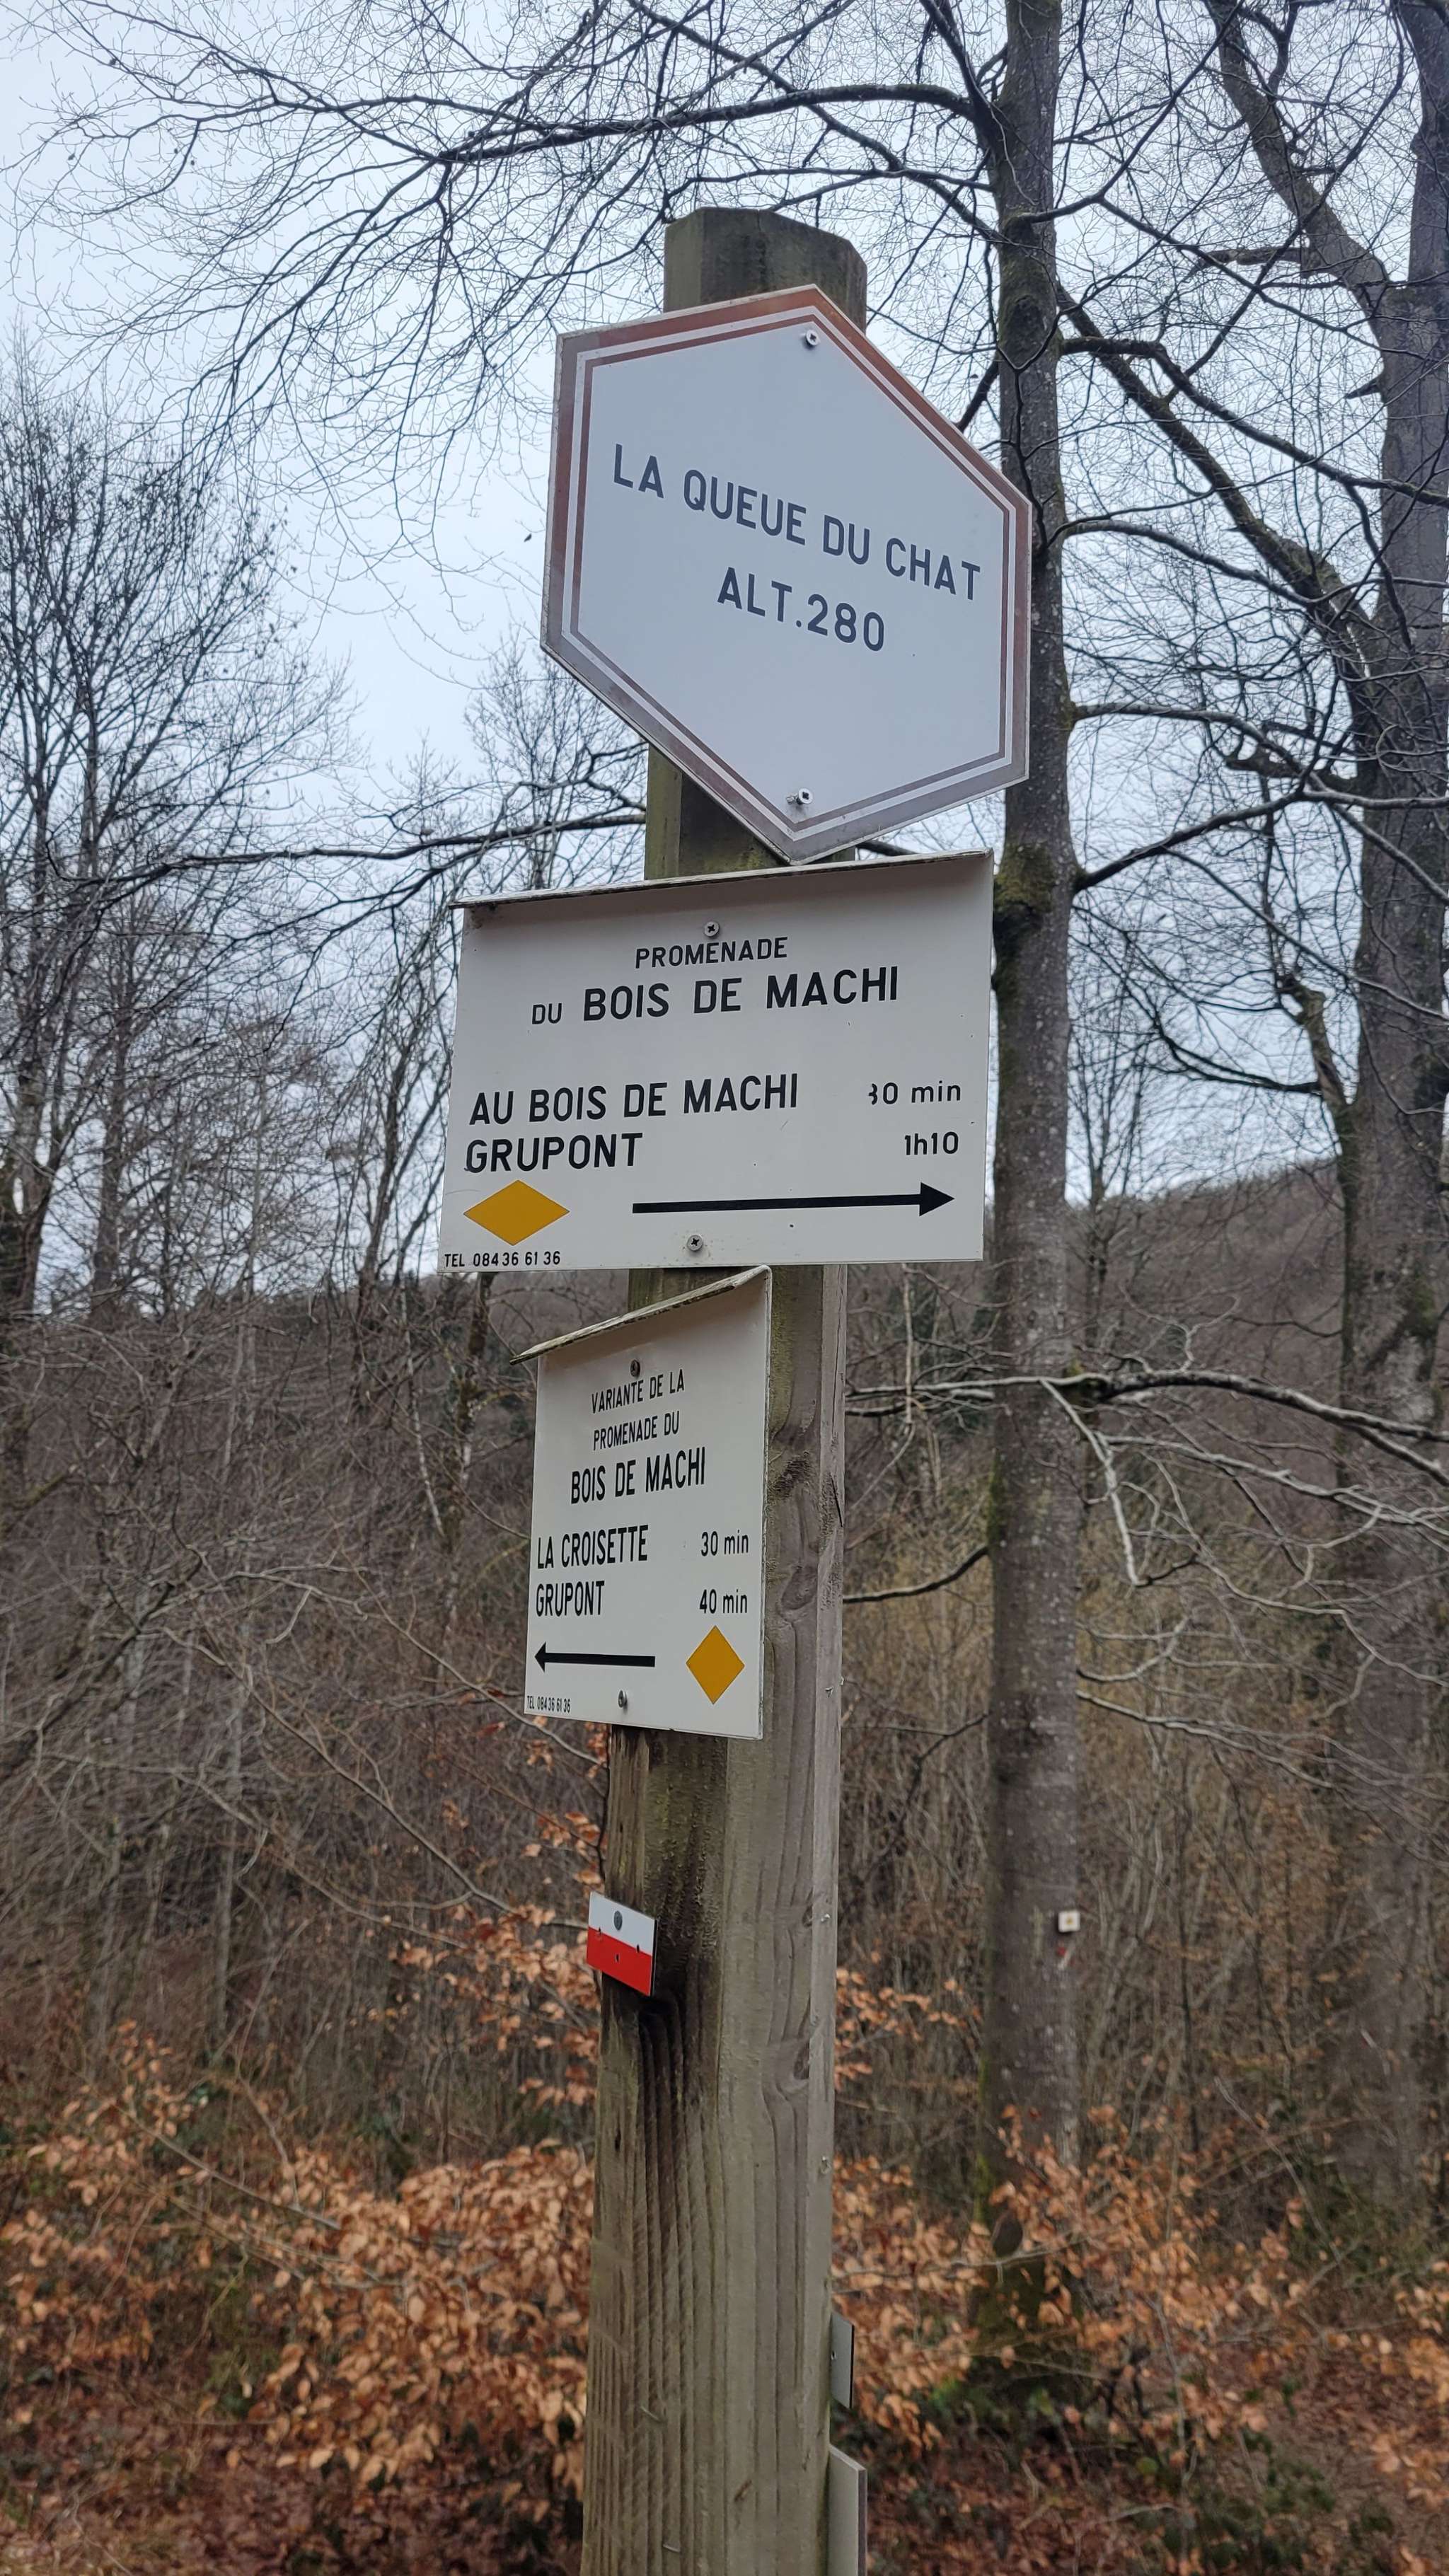 LA QUEUE DU CHAT
ALT.280
PROMENADE
DU BOIS DE MACHI
AU BOIS DE MACHI 30 min
GRUPONT 1h10
TEL 084 36 61 36
VARIANTE DE LA
PROMENADE DU
BOIS DE MACHI
LA CROISETTE 30 min
GRUPONT 40 min
TEL 084 36 61 36